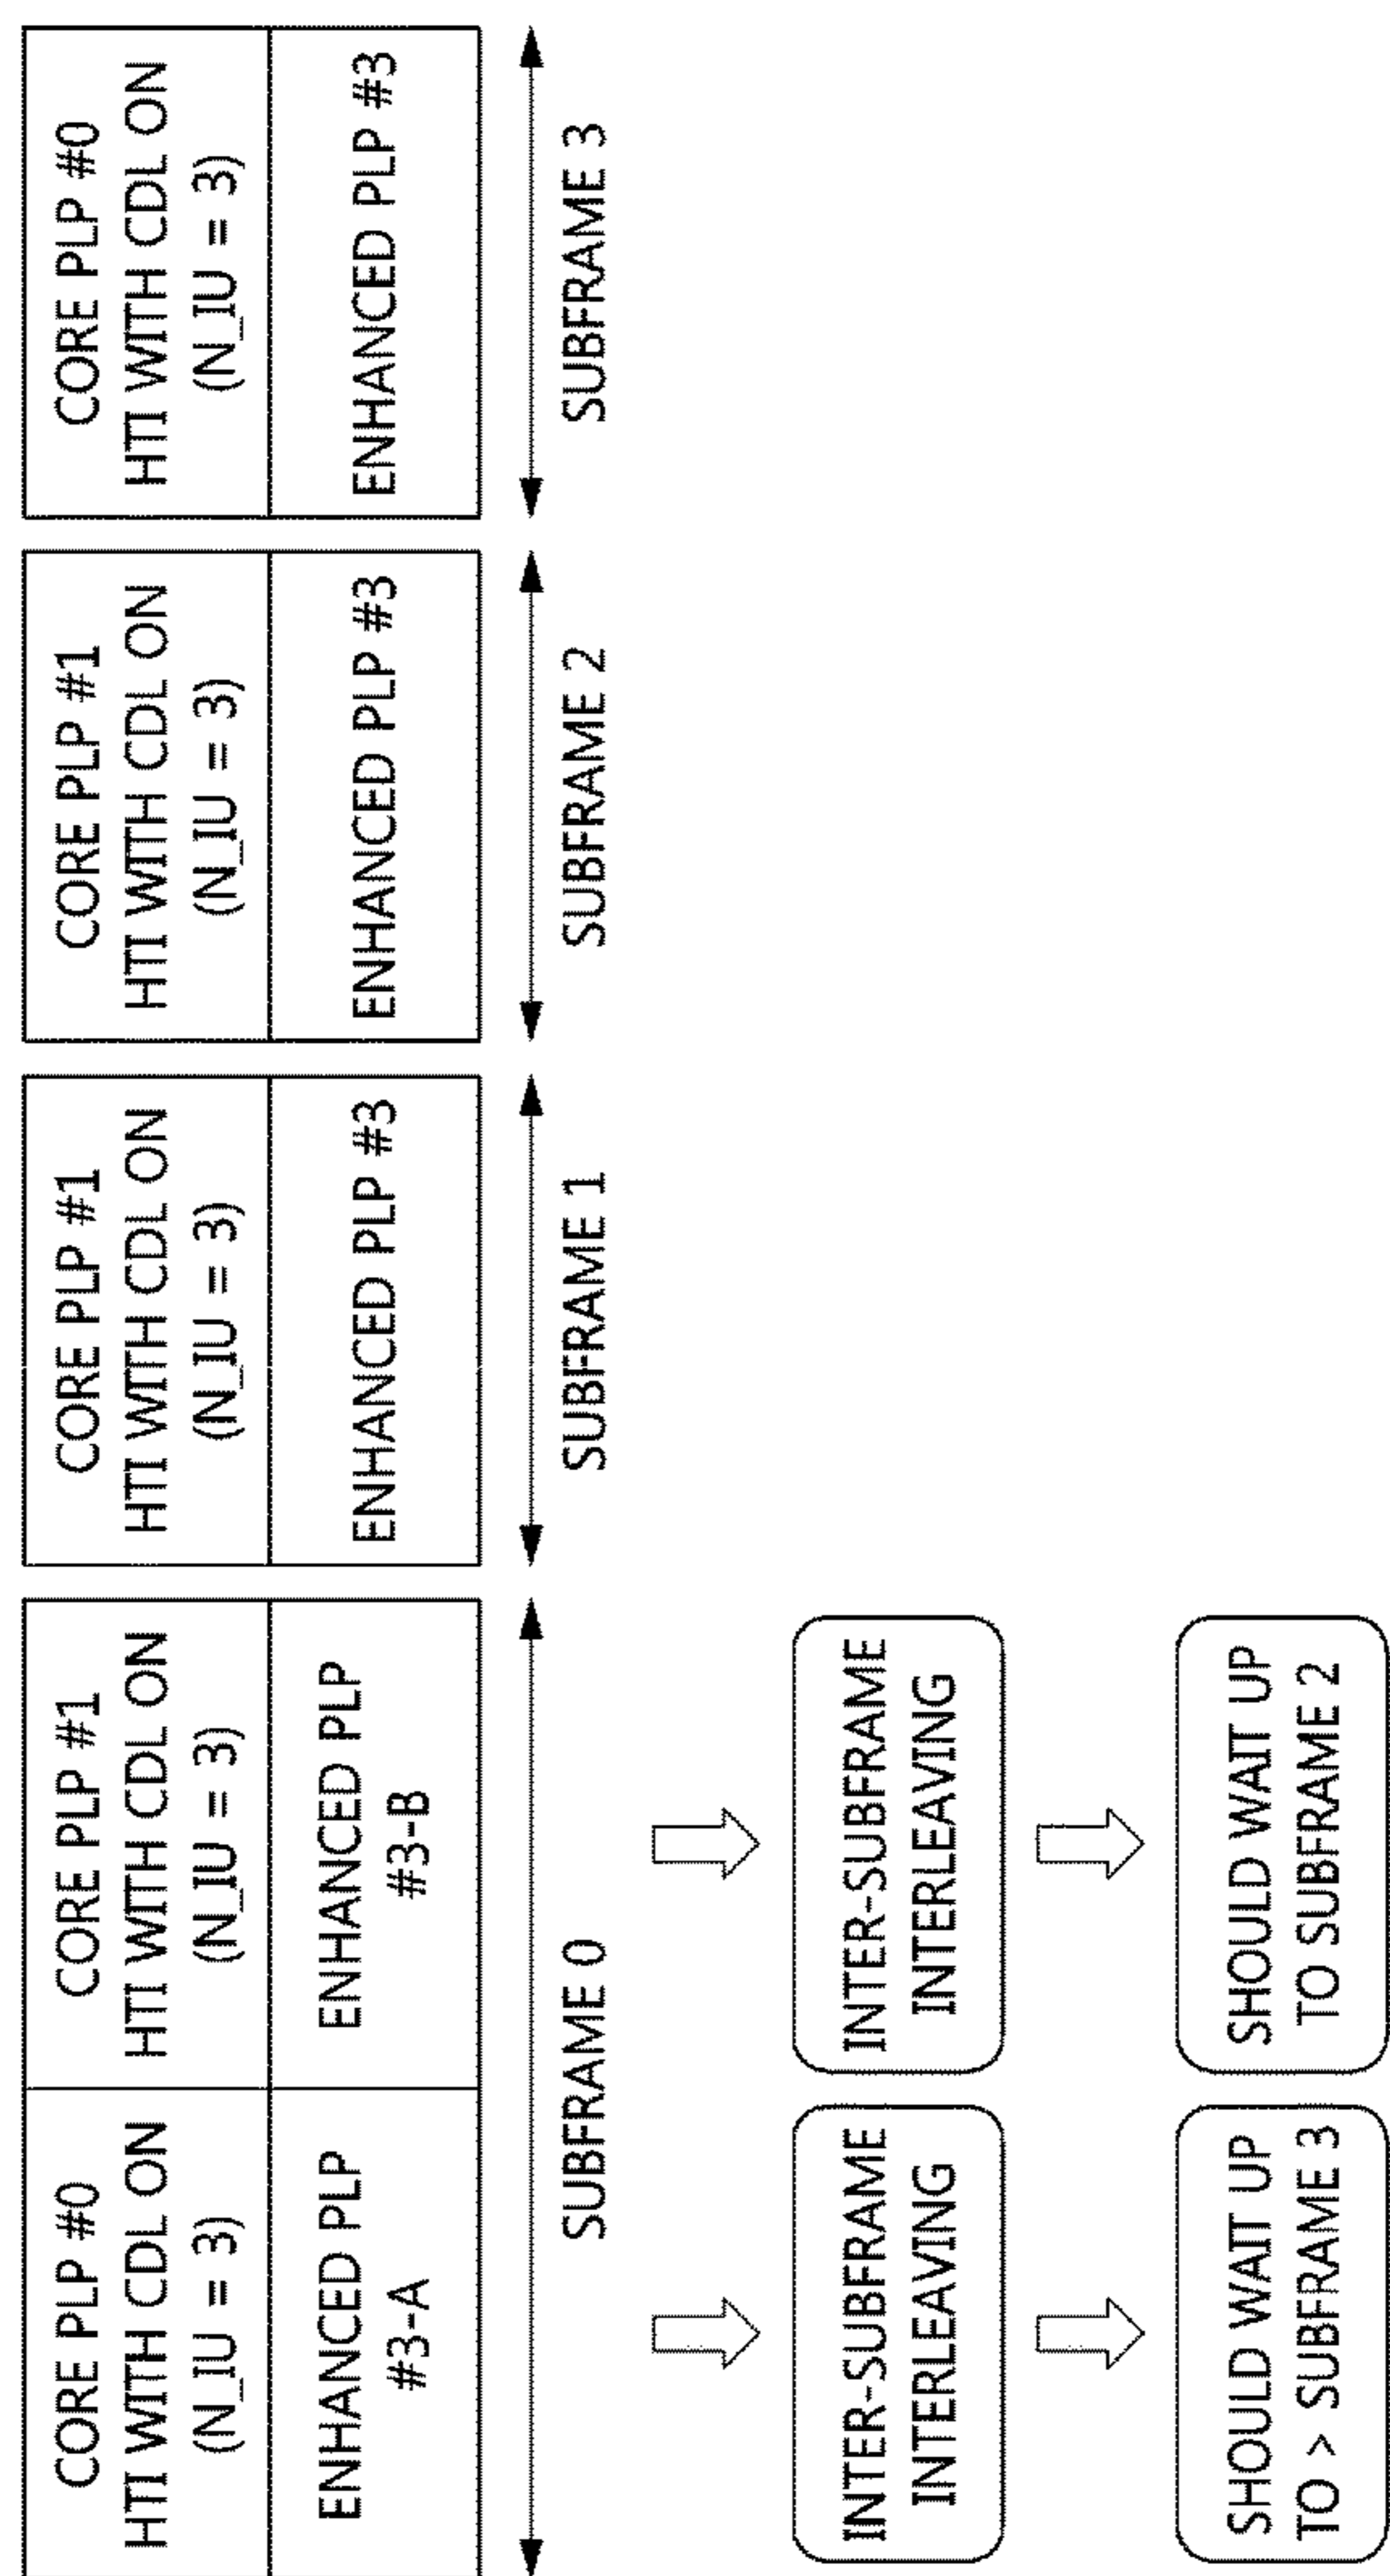 CORE PLP #0
HTI WITH CDL ON
(N_IU = 3)
CORE PLP #1
HTI WITH CDL ON
(N_IU = 3)
CORE PLP #1
HTI WITH CDL ON
(N_IU = 3)
CORE PLP #1
HTI WITH CDL ON
(N_IU = 3)
CORE PLP #0
HTI WITH CDL ON
(N_IU = 3)
ENHANCED PLP
#3-A
ENHANCED PLP
#3-B
ENHANCED PLP #3
ENHANCED PLP #3
ENHANCED PLP #3
SUBFRAME 0
SUBFRAME 1
SUBFRAME 2
SUBFRAME 3
INTER-SUBFRAME
INTERLEAVING
INTER-SUBFRAME
INTERLEAVING
SHOULD WAIT UP
TO > SUBFRAME 3
SHOULD WAIT UP
TO SUBFRAME 2